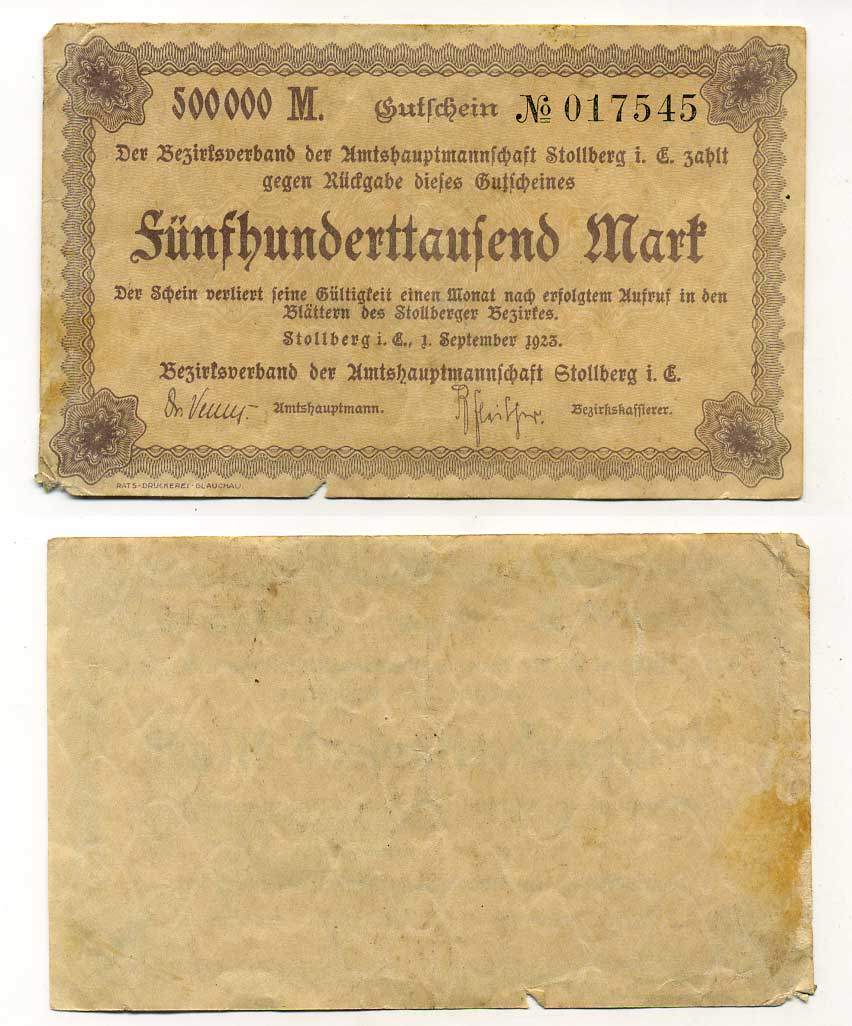 500000 M. Gutschein № 017545
Der Bezirksverband der Amtshauptmannschaft Stollberg i. E. zahlt
gegen Rückgabe dieses Gutscheines
Fünfhunderttausend Mark
Der Schein verliert seine Gültigkeit einen Monat nach erfolgtem Aufruf in den
Blättern des Stollberger Bezirkes.
Stollberg i. E., 1. September 1923.
Bezirksverband der Amtshauptmannschaft Stollberg i. E.
Amtshauptmann. Bezirkskassierer.
RATS-DRUCKEREI-GLAUCHAU